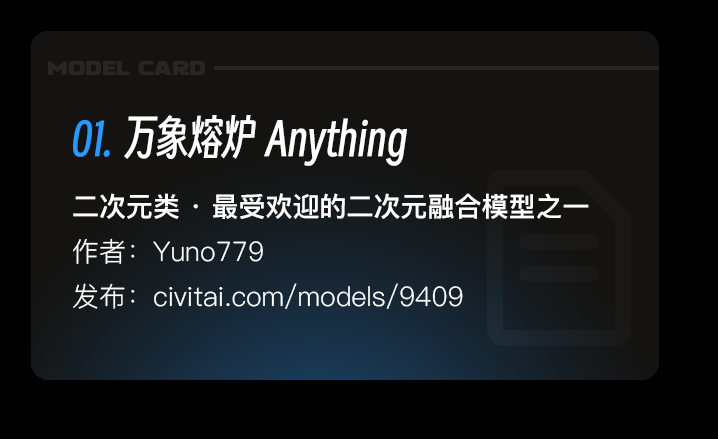 MODEL CARD
01. 万象熔炉 Anything
二次元类 · 最受欢迎的二次元融合模型之一
作者：Yuno779
发布：civitai.com/models/9409